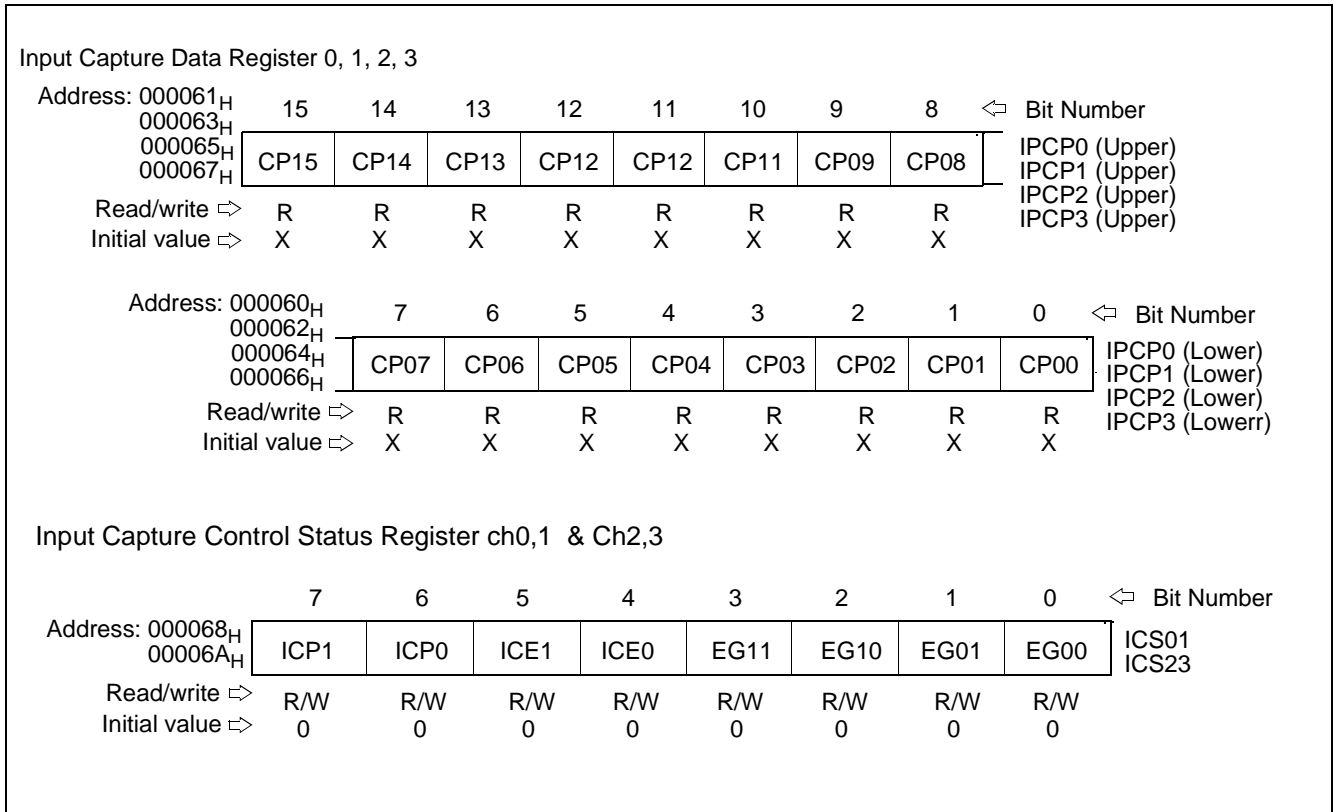 Input Capture Data Register 0, 1, 2, 3
Address: 000061H 15 14 13 12 11 10 9 8 ⇦ Bit Number
000063H
000065H
000067H
CP15 CP14 CP13 CP12 CP12 CP11 CP09 CP08
IPCP0 (Upper)
IPCP1 (Upper)
IPCP2 (Upper)
IPCP3 (Upper)
Read/write ⇨ R R R R R R R R
Initial value ⇨ X X X X X X X X
Address: 000060H 7 6 5 4 3 2 1 0 ⇦ Bit Number
000062H
000064H
000066H
CP07 CP06 CP05 CP04 CP03 CP02 CP01 CP00
IPCP0 (Lower)
IPCP1 (Lower)
IPCP2 (Lower)
IPCP3 (Lowerr)
Read/write ⇨ R R R R R R R R
Initial value ⇨ X X X X X X X X
Input Capture Control Status Register ch0,1 & Ch2,3
7 6 5 4 3 2 1 0 ⇦ Bit Number
Address: 000068H
00006AH
ICP1 ICP0 ICE1 ICE0 EG11 EG10 EG01 EG00
ICS01
ICS23
Read/write ⇨ R/W R/W R/W R/W R/W R/W R/W R/W
Initial value ⇨ 0 0 0 0 0 0 0 0